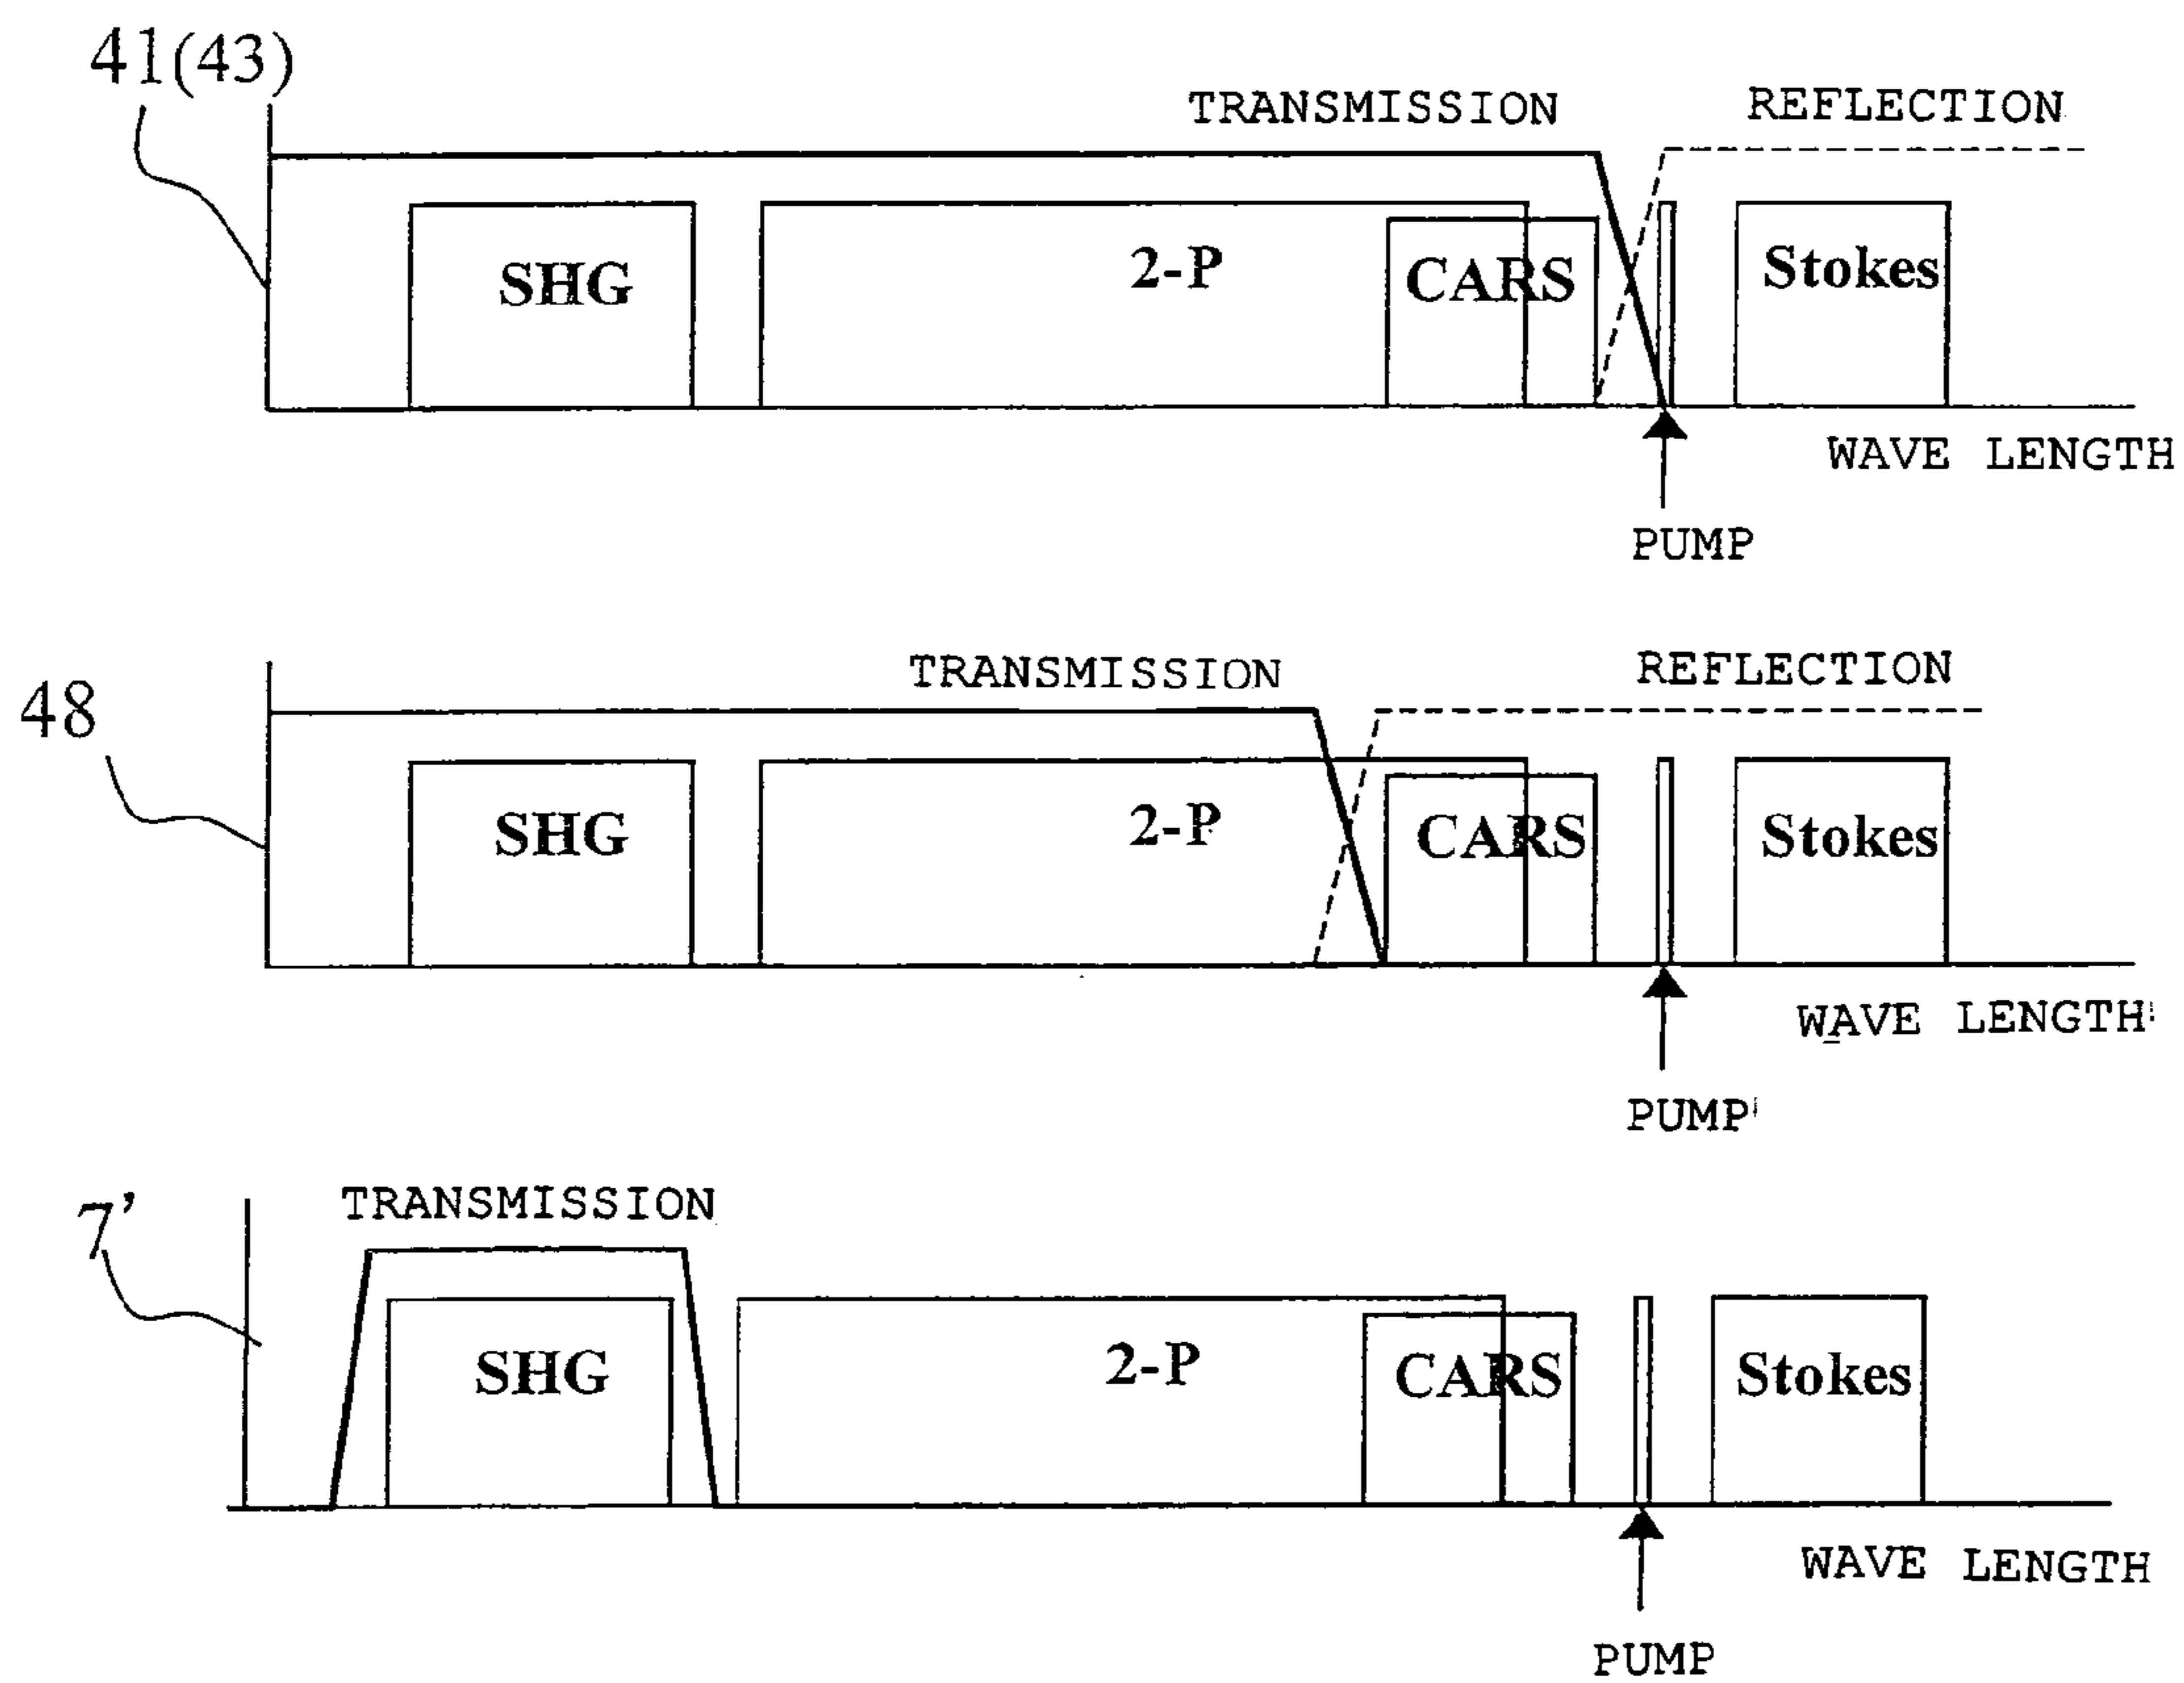 41(43)
TRANSMISSION REFLECTION
SHG 2-P CARS Stokes
WAVE LENGTH
PUMP
48
TRANSMISSION REFLECTION
SHG 2-P CARS Stokes
WAVE LENGTH
PUMP
7’
TRANSMISSION
SHG 2-P CARS Stokes
WAVE LENGTH
PUMP